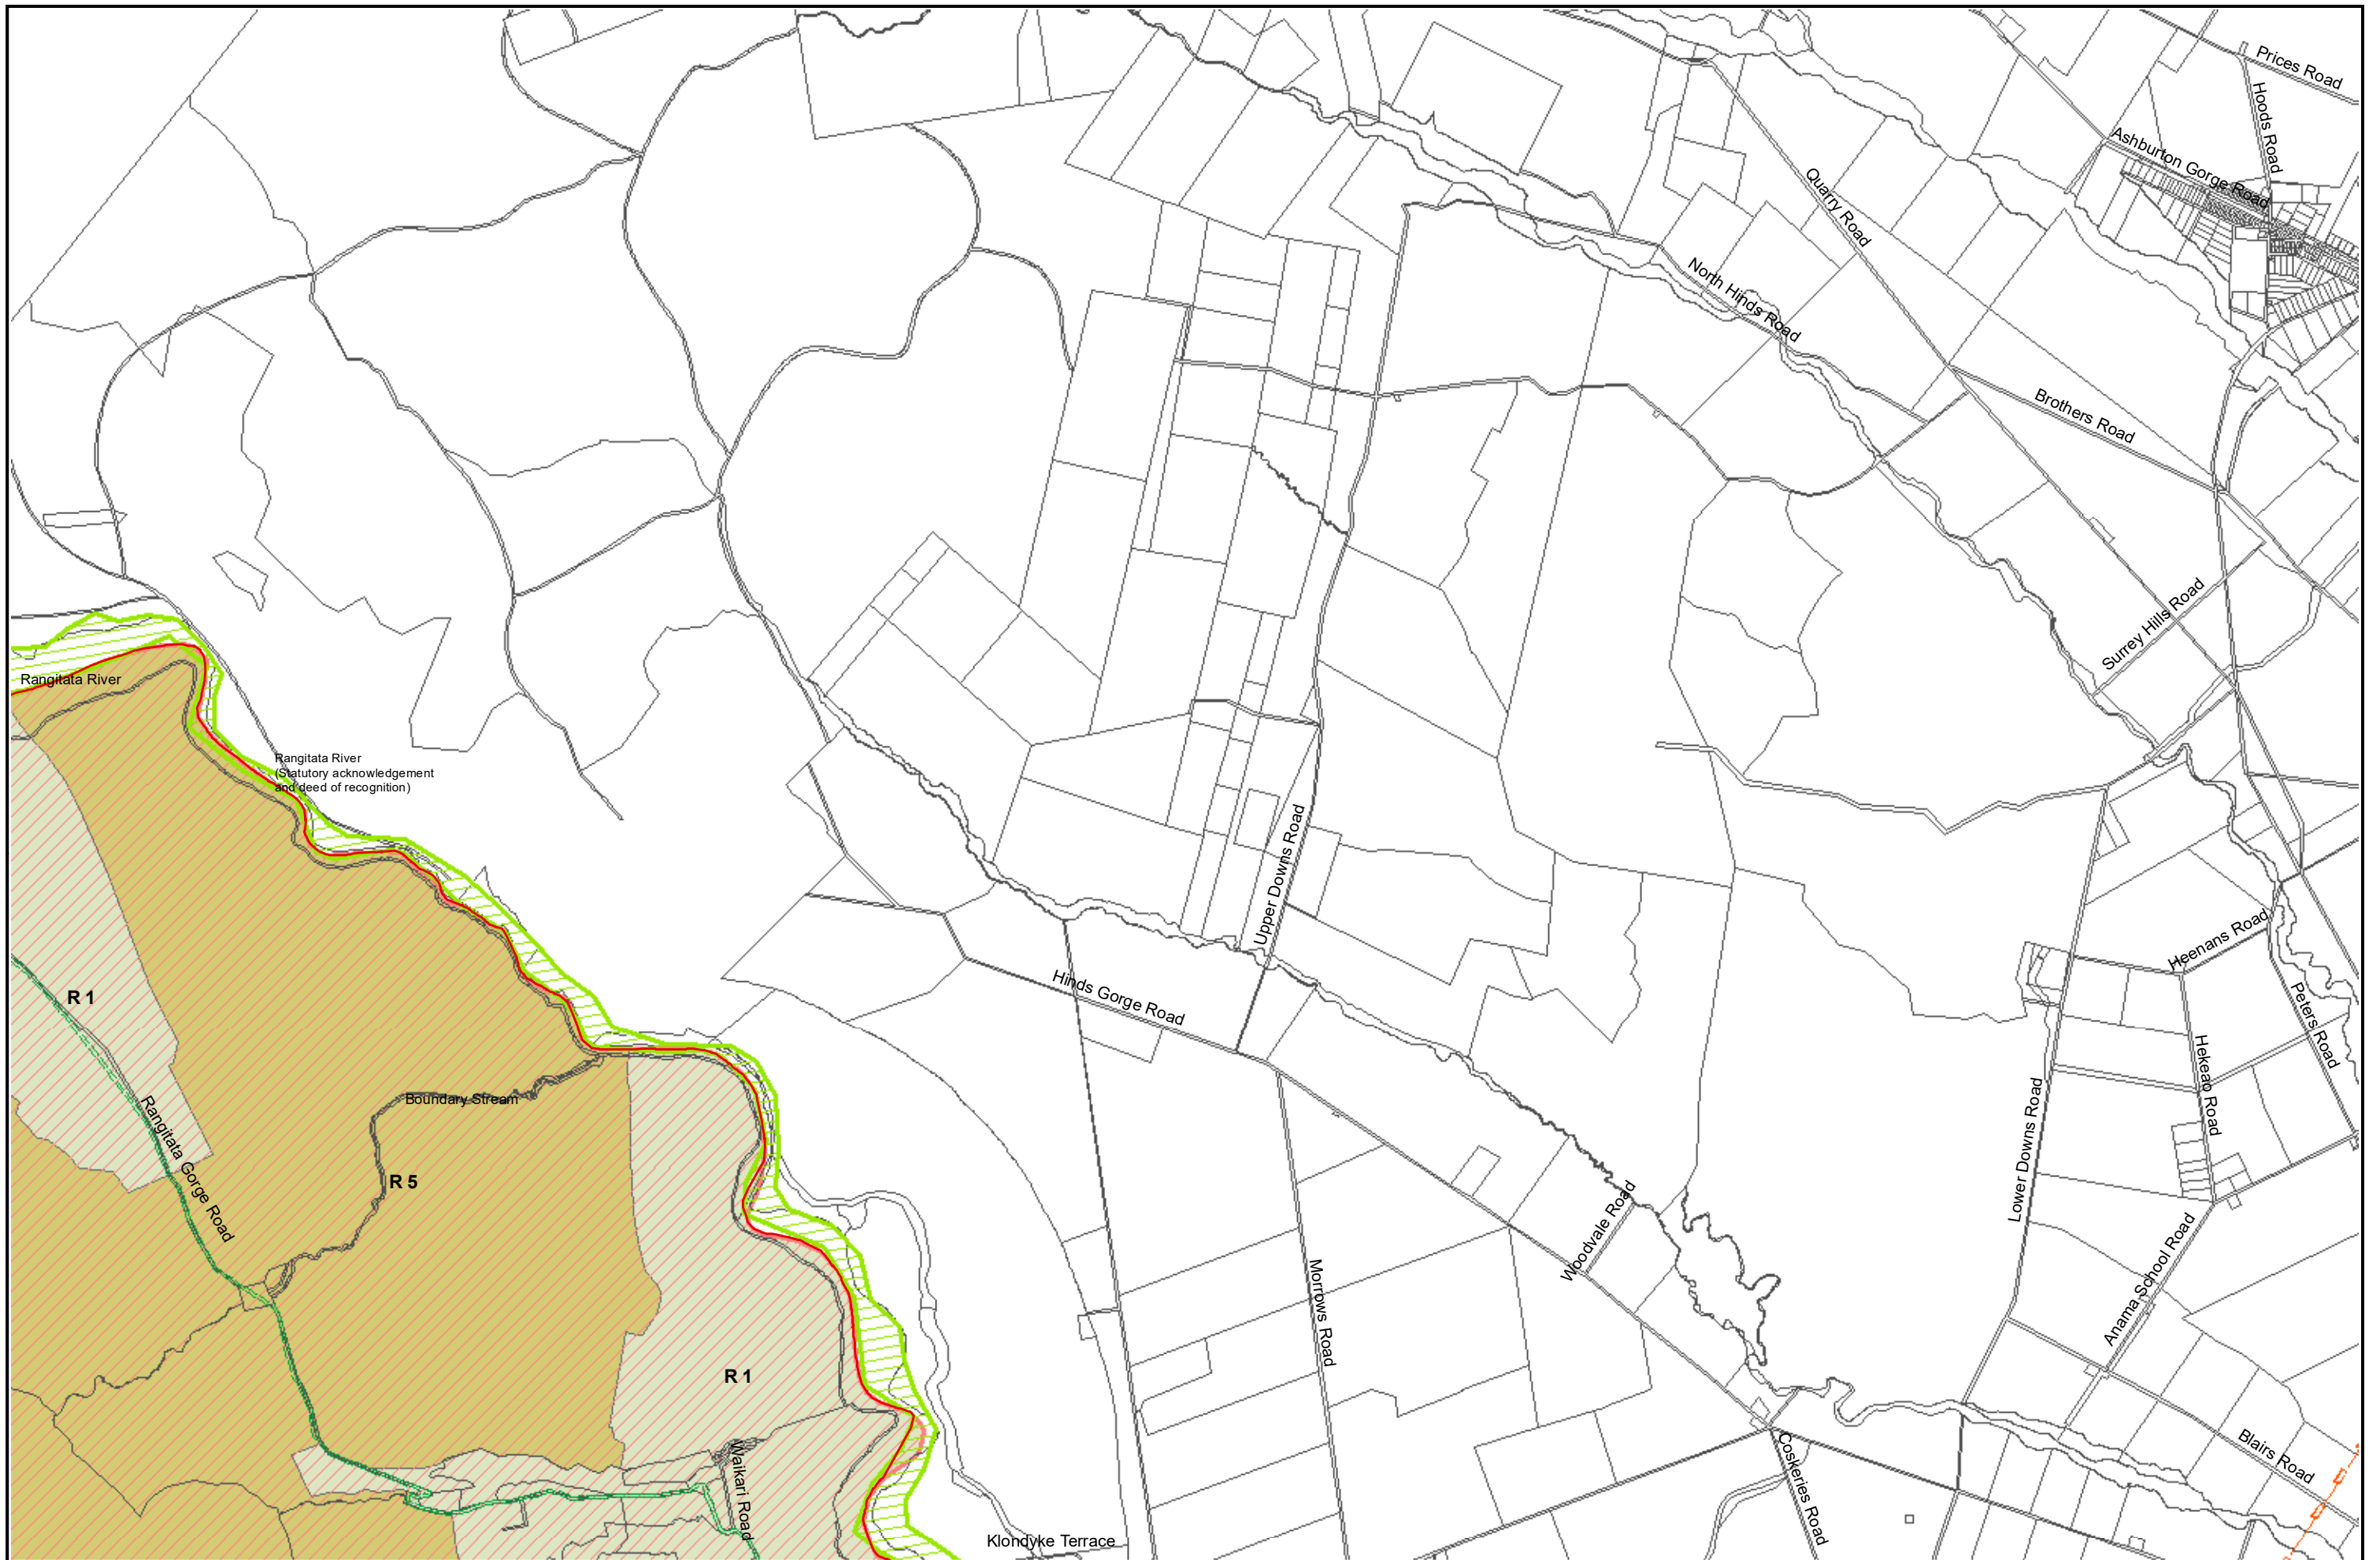 Prices Road
Hoods Road
Ashburton Gorge Road
Quarry Road
North Hinds Road
Brothers Road
Surrey Hills Road
Rangitata River
Rangitata River
(Statutory acknowledgement
and deed of recognition)
Upper Downs Road
Heenans Road
Hinds Gorge Road
Peters Road
R 1
Hekeao Road
Boundary Stream
Rangitata Gorge Road
Lower Downs Road
R 5
Woodvale Road
Anama School Road
Morrows Road
R 1
Waikari Road
Coskeries Road
Blairs Road
Klondyke Terrace